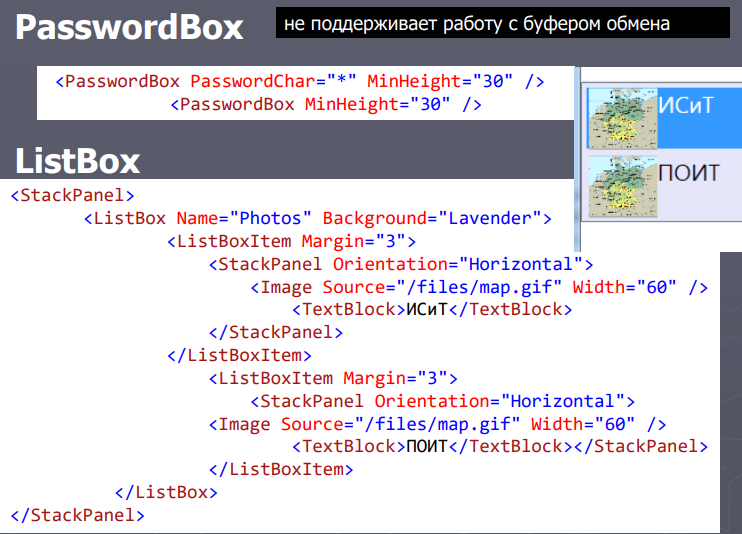 PasswordBox
не поддерживает работу с буфером обмена
<PasswordBox PasswordChar="*" MinHeight="30" />
<PasswordBox MinHeight="30" />
ИСиТ
ПОИТ
ListBox
<StackPanel>
<ListBox Name="Photos" Background="Lavender">
<ListBoxItem Margin="3">
<StackPanel Orientation="Horizontal">
<Image Source="/files/map.gif" Width="60" />
<TextBlock>ИСиТ</TextBlock>
</StackPanel>
</ListBoxItem>
<ListBoxItem Margin="3">
<StackPanel Orientation="Horizontal">
<Image Source="/files/map.gif" Width="60" />
<TextBlock>ПОИТ</TextBlock></StackPanel>
</ListBoxItem>
</ListBox>
</StackPanel>